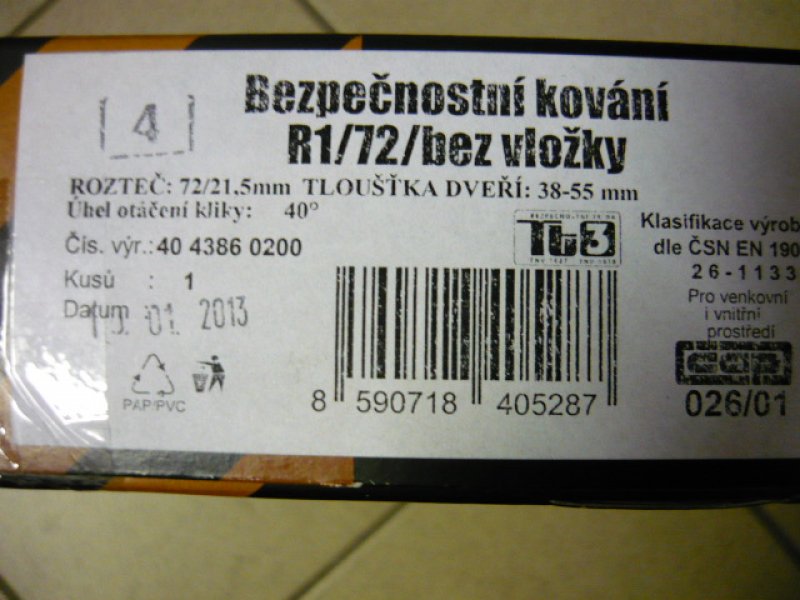 4
Bezpečnostní kování
R1/72/bez vložky
ROZTEČ: 72/21,5mm TLOUŠŤKA DVEŘÍ: 38-55 mm
Úhel otáčení kliky: 40°
Čís. výr.: 40 4386 0200
Kusů : 1
Datum 01. 2013
PAP/PVC
8 590718 405287
Klasifikace výrob
dle ČSN EN 190
26-1133
Pro venkovní
i vnitřní
prostředí
026/01